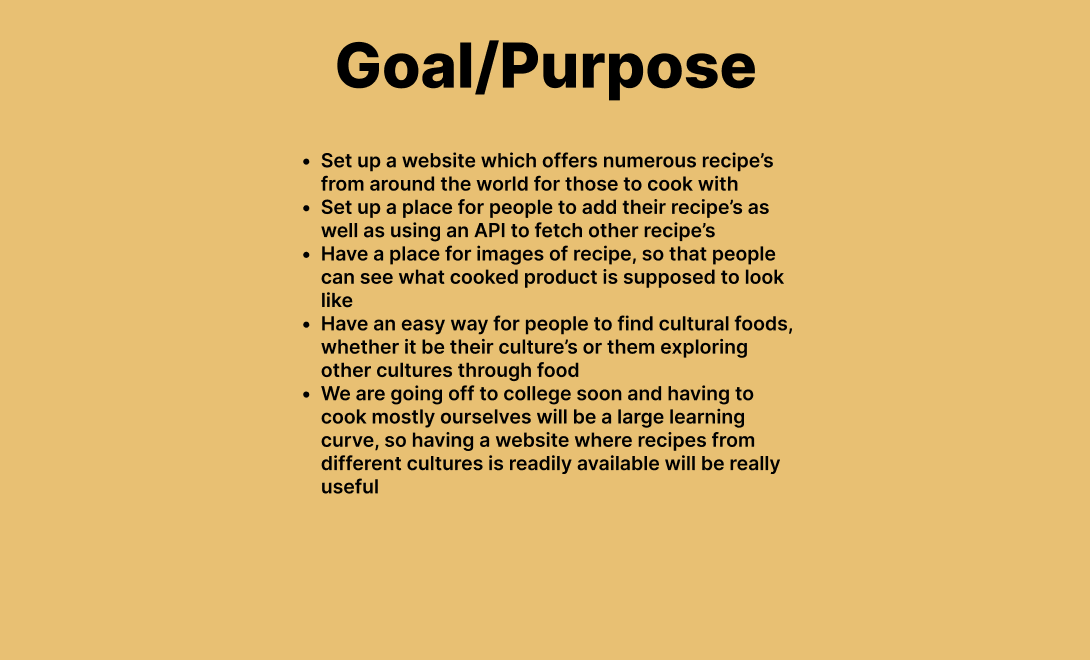 Goal/Purpose
• Set up a website which offers numerous recipe’s
from around the world for those to cook with
• Set up a place for people to add their recipe’s as
well as using an API to fetch other recipe’s
• Have a place for images of recipe, so that people
can see what cooked product is supposed to look
like
• Have an easy way for people to find cultural foods,
whether it be their culture’s or them exploring
other cultures through food
• We are going off to college soon and having to
cook mostly ourselves will be a large learning
curve, so having a website where recipes from
different cultures is readily available will be really
useful